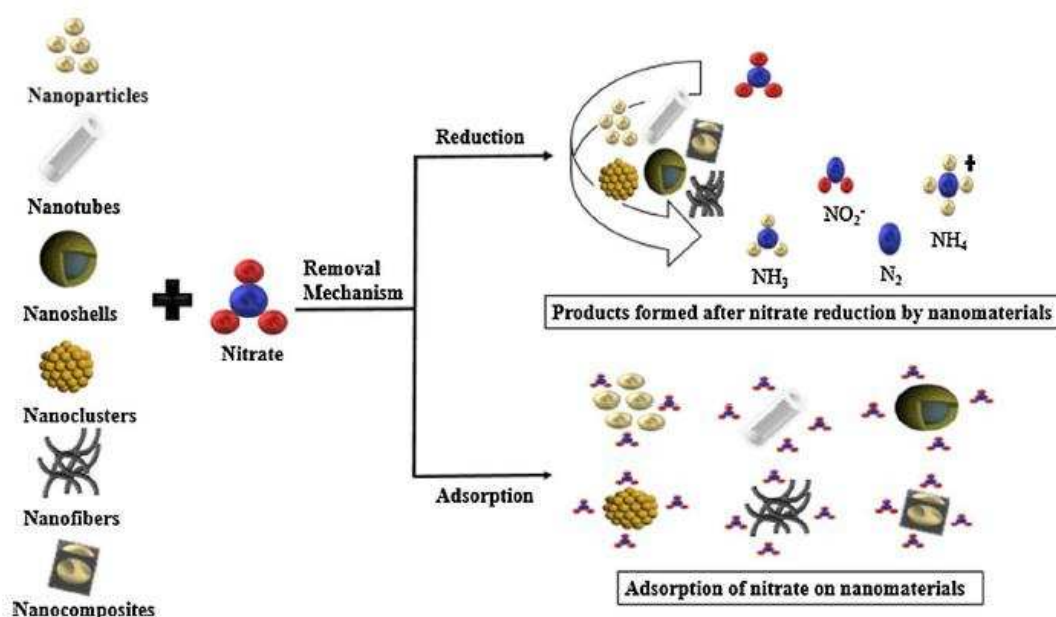 Nanoparticles
Nanotubes
Nanoshells
Nanoclusters
Nanofibers
Nanocomposites
Nitrate
Removal
Mechanism
Reduction
NH₃
NO₂⁻
N₂
NH₄
+
Products formed after nitrate reduction by nanomaterials
Adsorption
Adsorption of nitrate on nanomaterials